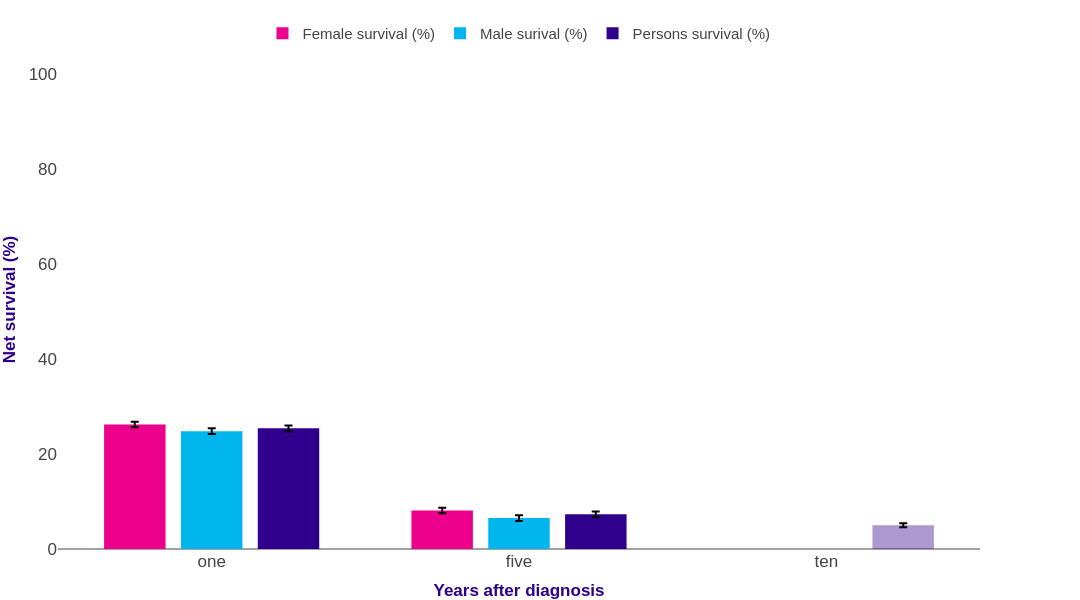 Female survival (%) Male surival (%) Persons survival (%)
100
80
60
40
20
0
Net survival (%)
one five ten
Years after diagnosis